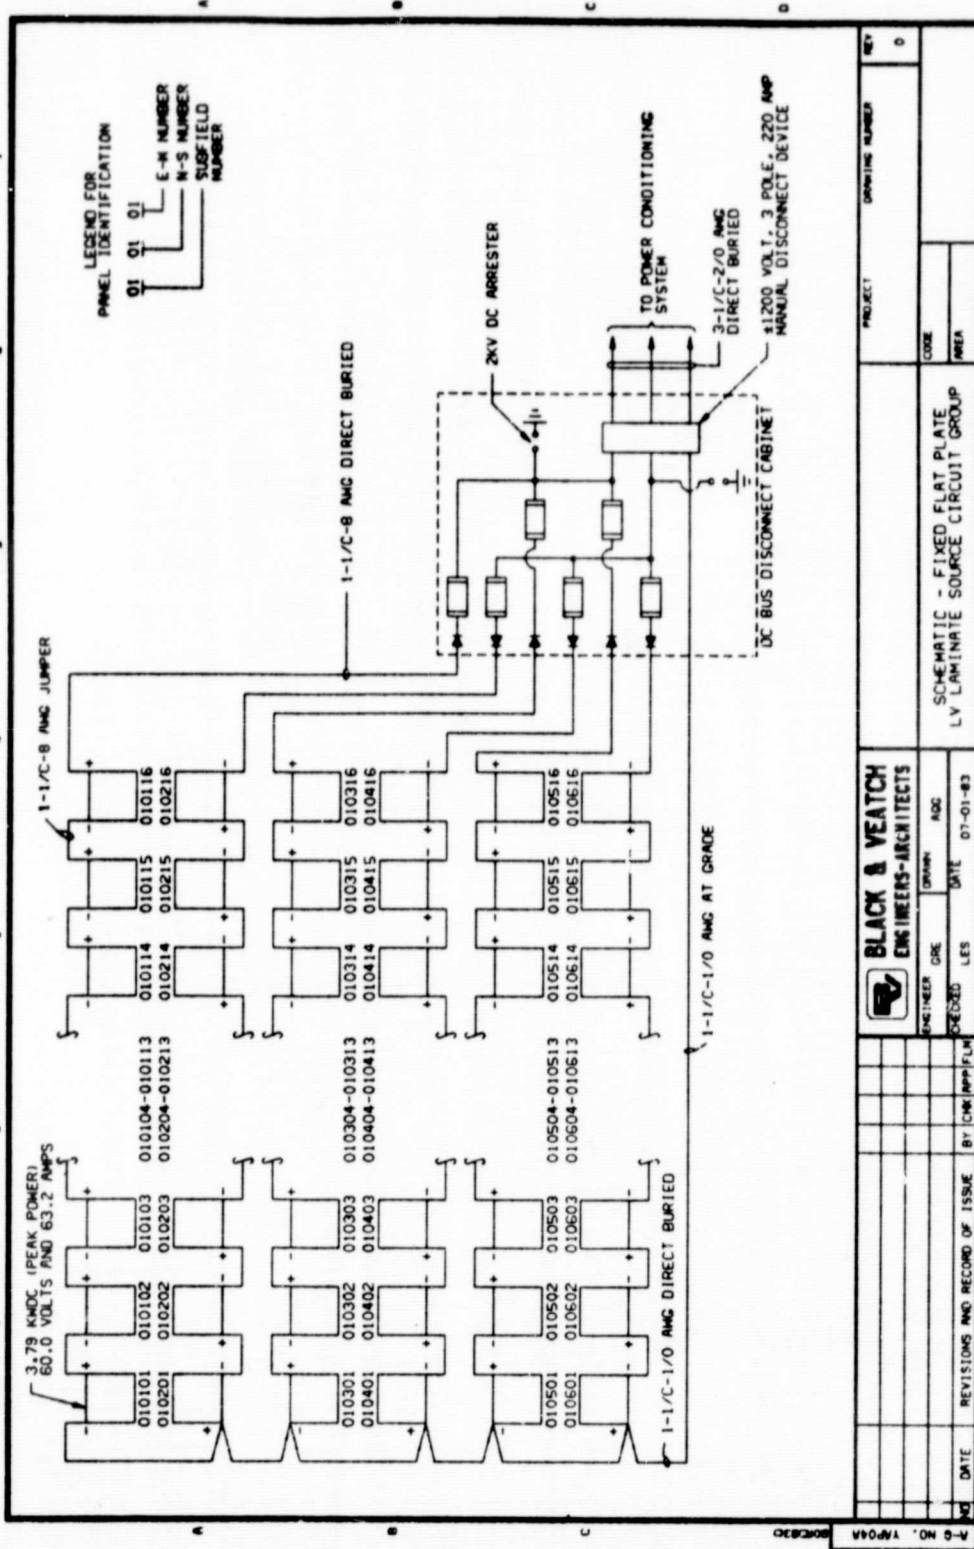 LEGEND FOR
PANEL IDENTIFICATION
01 01 01
E-W NUMBER
N-S NUMBER
SUBFIELD
NUMBER
3.79 KWDC (PEAK POWER)
60.0 VOLTS AND 63.2 AMPS
1-1/C-8 AWG JUMPER
010101 010102 010103 010104-010113 010114 010115 010116
010201 010202 010203 010204-010213 010214 010215 010216
1-1/C-8 AWG DIRECT BURIED
010301 010302 010303 010304-010313 010314 010315 010316
010401 010402 010403 010404-010413 010414 010415 010416
2KV DC ARRESTER
010501 010502 010503 010504-010513 010514 010515 010516
010601 010602 010603 010604-010613 010614 010615 010616
TO POWER CONDITIONING
SYSTEM
3-1/C-2/0 AWG
DIRECT BURIED
±1200 VOLT, 3 POLE, 220 AMP
MANUAL DISCONNECT DEVICE
DC BUS DISCONNECT CABINET
1-1/C-1/0 AWG DIRECT BURIED
1-1/C-1/0 AWG AT GRADE
A B C D
A B C
A-G NO. YAP04A
NO DATE REVISIONS AND RECORD OF ISSUE BY CHK APP FLM
BV
BLACK & VEATCH
ENGINEERS-ARCHITECTS
ENGINEER GRE DRAWN AGG
CHECKED LES DATE 07-01-83
SCHEMATIC - FIXED FLAT PLATE
LV LAMINATE SOURCE CIRCUIT GROUP
PROJECT DRAWING NUMBER REV
0
CODE
AREA